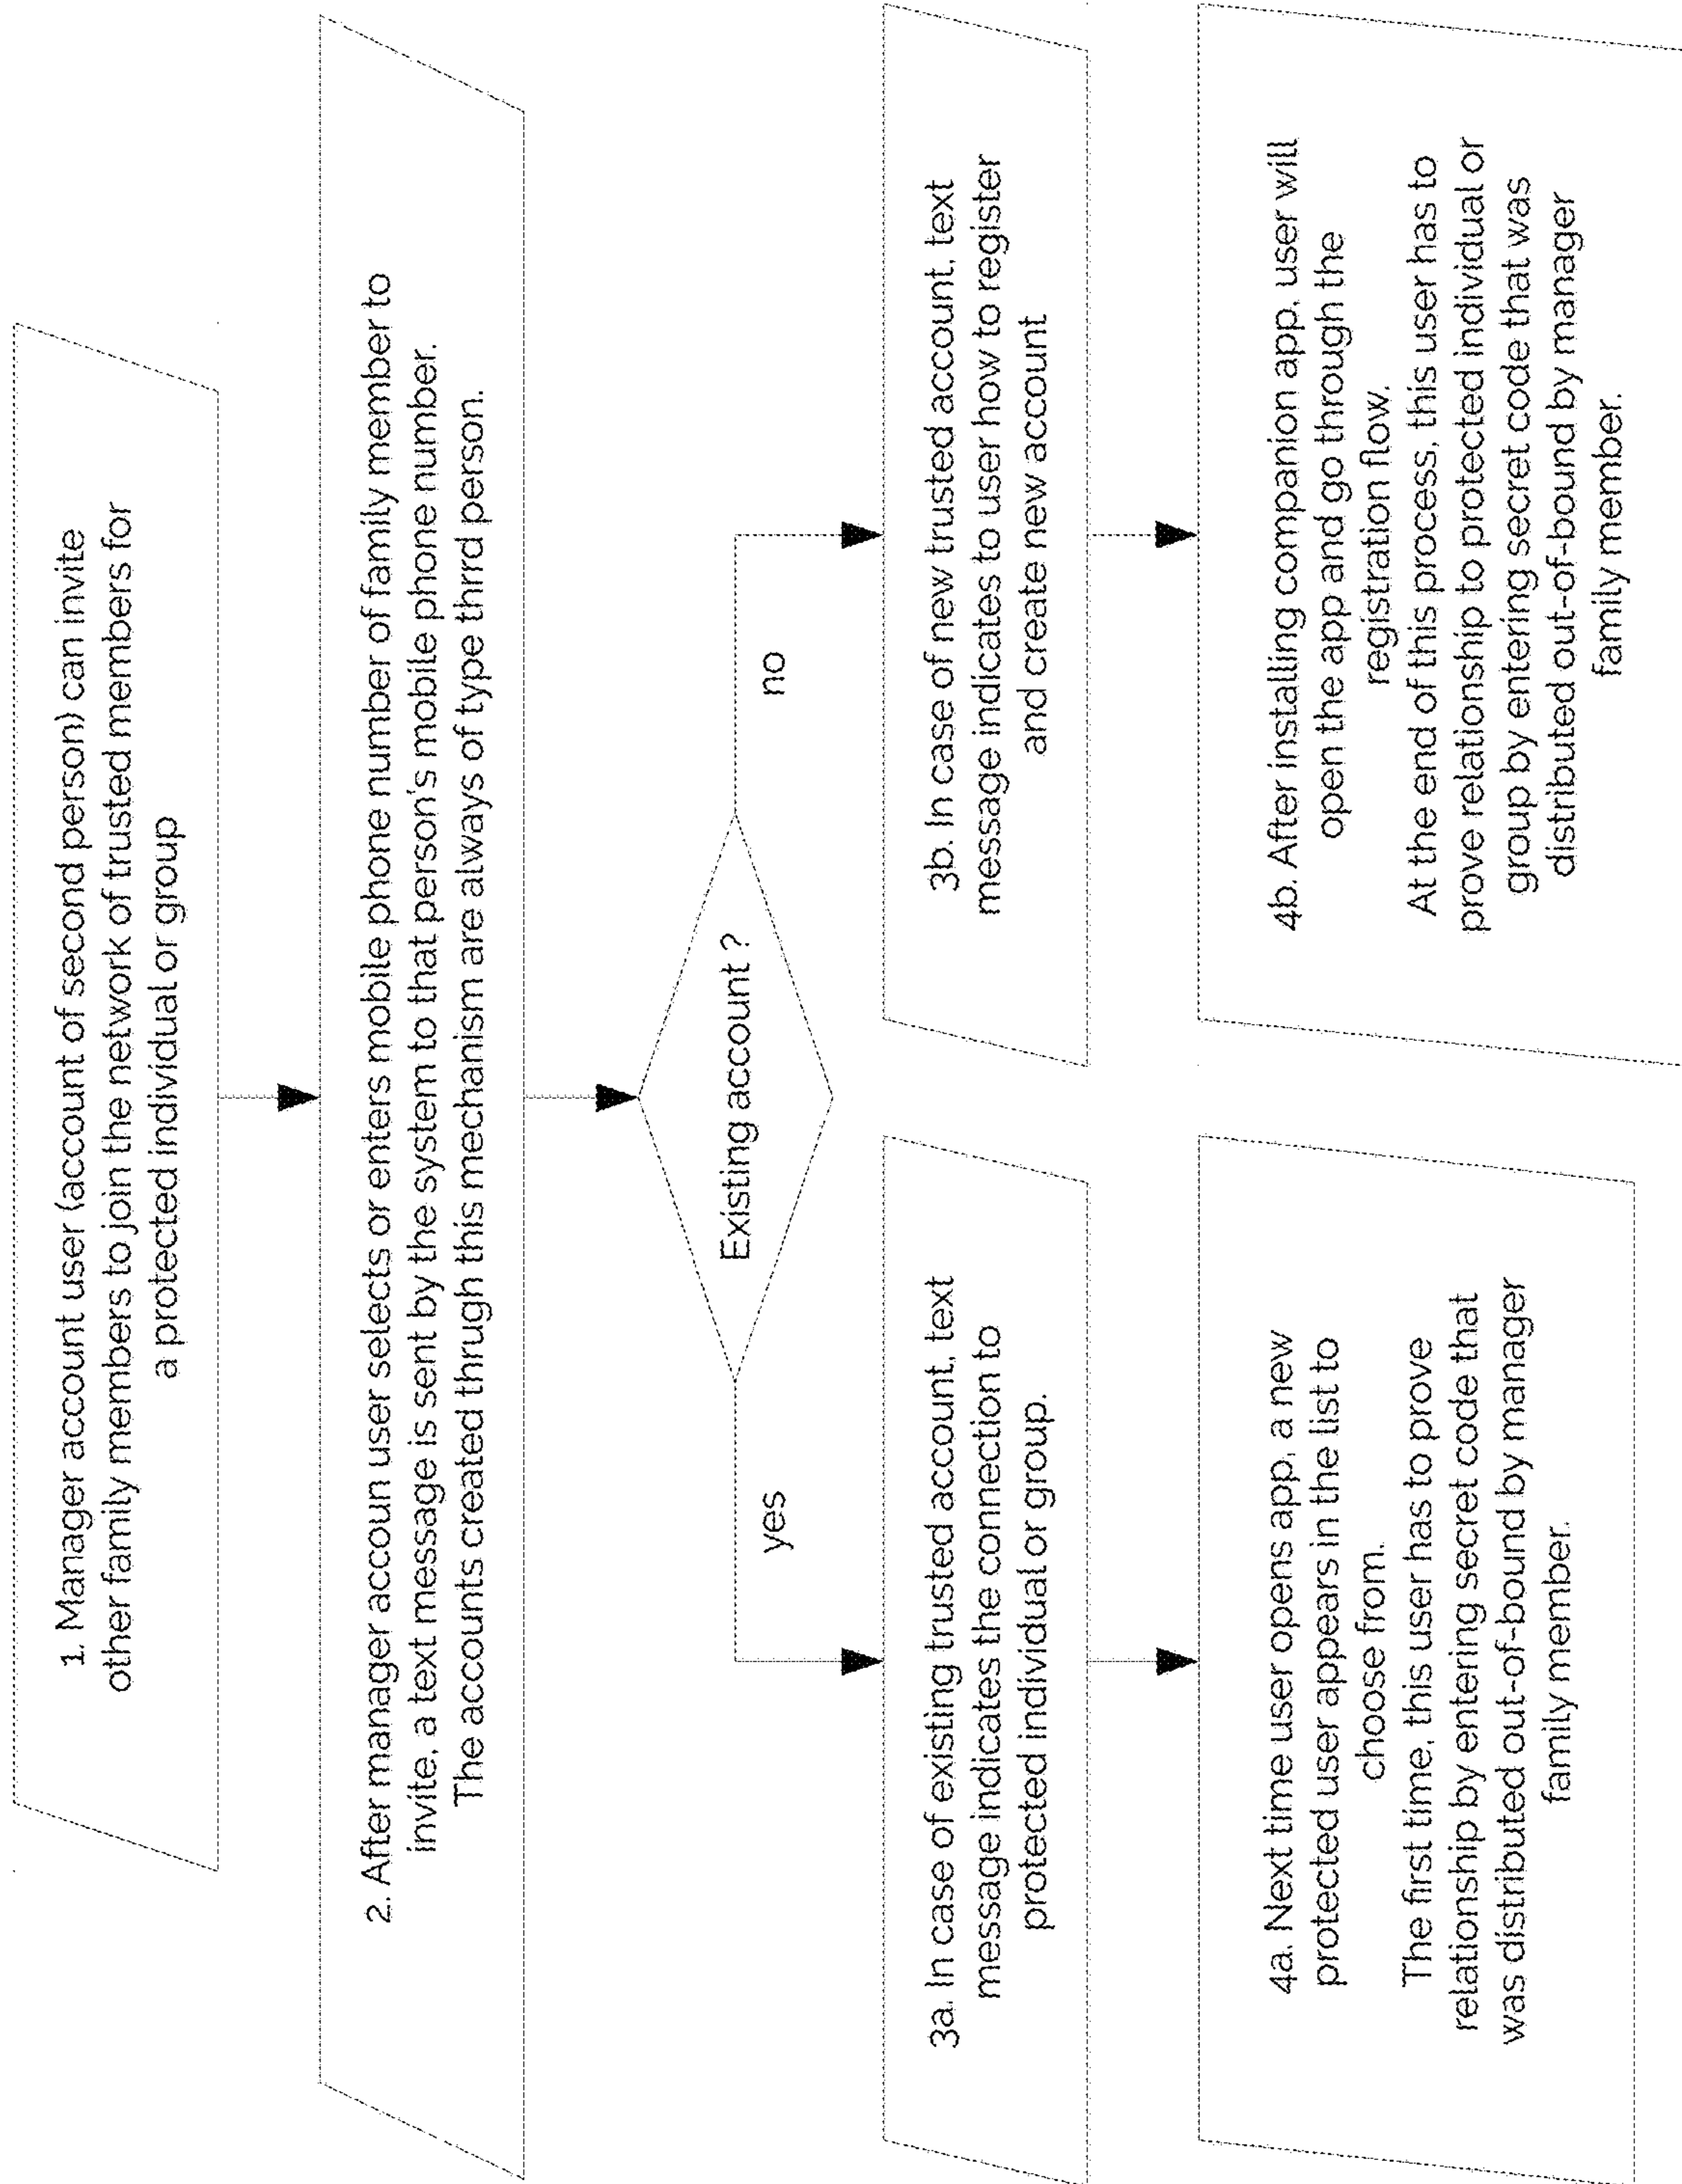 1. Manager account user (account of second person) can invite
other family members to join the network of trusted members for
a protected individual or group
2. After manager accoun user selects or enters mobile phone number of family member to
invite, a text message is sent by the system to that person's mobile phone number.
The accounts created thrugh this mechanism are always of type thrrd person.
Existing account ?
yes
no
3a. In case of existing trusted account, text
message indicates the connection to
protected individual or group.
3b. In case of new trusted account, text
message indicates to user how to register
and create new account
4a. Next time user opens app, a new
protected user appears in the list to
choose from.
The first time, this user has to prove
relationship by entering secret code that
was distributed out-of-bound by manager
family member.
4b. After installing companion app, user will
open the app and go through the
registration flow.
At the end of this process, this user has to
prove relationship to protected individual or
group by entering secret code that was
distributed out-of-bound by manager
family member.